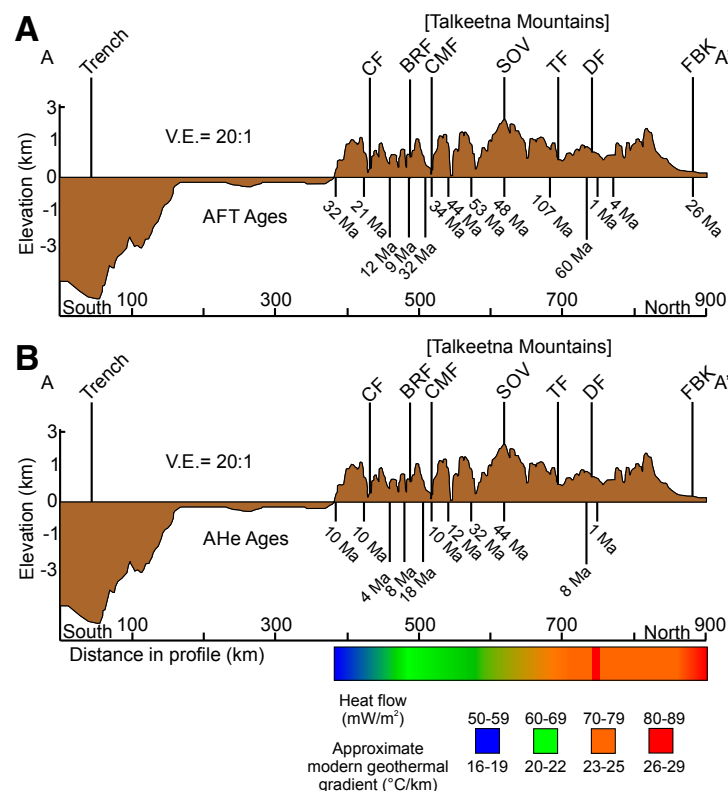 A
[Talkeetna Mountains]
A
Trench
CF
BRF
CMF
SOV
TF
DF
FBK
A'
V.E.= 20:1
Elevation (km)
3
1
0
-1
-3
AFT Ages
32 Ma
21 Ma
12 Ma
9 Ma
32 Ma
34 Ma
44 Ma
53 Ma
48 Ma
107 Ma
60 Ma
1 Ma
4 Ma
26 Ma
South
100
300
500
700
North
900
B
[Talkeetna Mountains]
A
Trench
CF
BRF
CMF
SOV
TF
DF
FBK
A'
V.E.= 20:1
Elevation (km)
3
1
0
-1
-3
AHe Ages
10 Ma
10 Ma
4 Ma
8 Ma
18 Ma
10 Ma
12 Ma
32 Ma
44 Ma
8 Ma
1 Ma
South
100
300
500
700
North
900
Distance in profile (km)
Heat flow
(mW/m²)
50-59
60-69
70-79
80-89
Approximate
modern geothermal
gradient (°C/km)
16-19
20-22
23-25
26-29